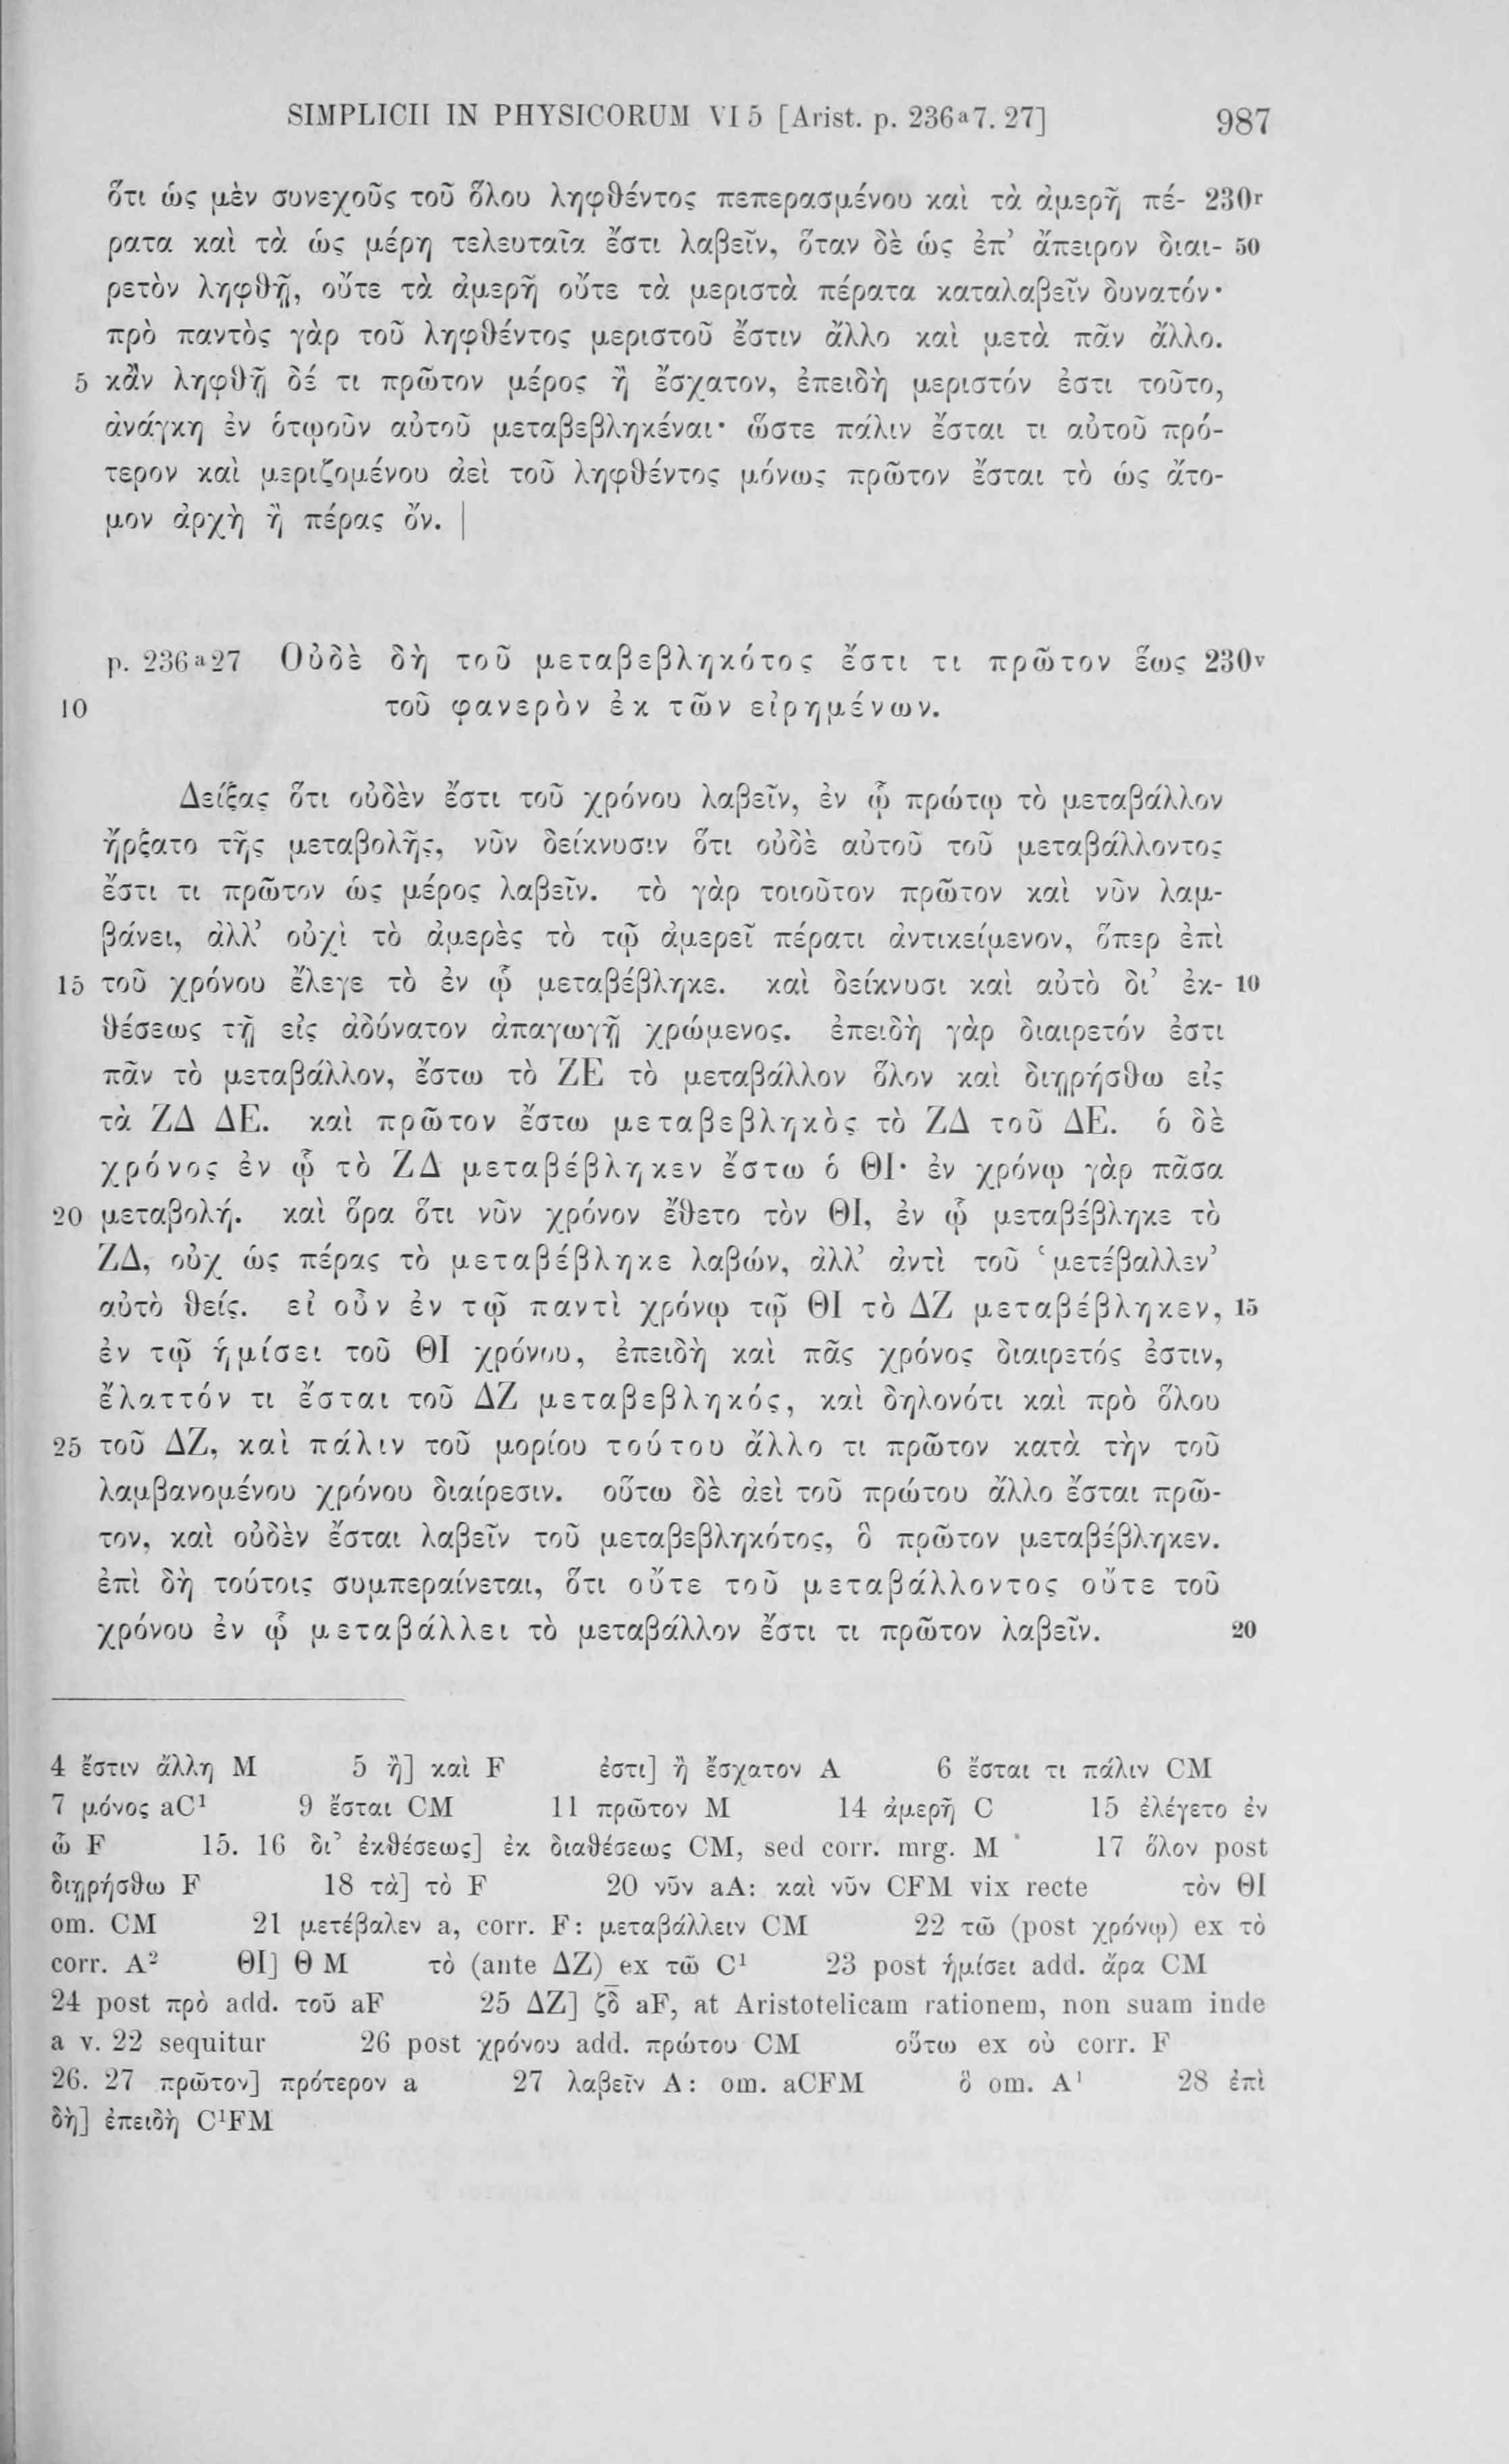 SIMPLICII IN PHYSICORUM VI 5 [Arist. p. 236ᵃ7. 27] 987
ὅτι ὡς μὲν συνεχοῦς τοῦ ὅλου ληφθέντος πεπερασμένου καὶ τὰ ἀμερῆ πέ- 230ʳ
ρατα καὶ τὰ ὡς μέρη τελευταῖα ἔστι λαβεῖν, ὅταν δὲ ὡς ἐπ’ ἄπειρον διαι- 50
ρετὸν ληφθῇ, οὔτε τὰ ἀμερῆ οὔτε τὰ μεριστὰ πέρατα καταλαβεῖν δυνατόν·
πρὸ παντὸς γὰρ τοῦ ληφθέντος μεριστοῦ ἔστιν ἄλλο καὶ μετὰ πᾶν ἄλλο.
5 κἂν ληφθῇ δέ τι πρῶτον μέρος ἢ ἔσχατον, ἐπειδὴ μεριστόν ἐστι τοῦτο,
ἀνάγκη ἐν ὁτῳοῦν αὐτοῦ μεταβεβληκέναι· ὥστε πάλιν ἔσται τι αὐτοῦ πρό-
τερον καὶ μεριζομένου ἀεὶ τοῦ ληφθέντος μόνως πρῶτον ἔσται τὸ ὡς ἄτο-
μον ἀρχὴ ἢ πέρας ὄν. |
p. 236ᵃ27 Οὐδὲ δὴ τοῦ μεταβεβληκότος ἔστι τι πρῶτον ἕως 230ᵛ
10 τοῦ φανερὸν ἐκ τῶν εἰρημένων.
Δείξας ὅτι οὐδὲν ἔστι τοῦ χρόνου λαβεῖν, ἐν ᾧ πρώτῳ τὸ μεταβάλλον
ἤρξατο τῆς μεταβολῆς, νῦν δείκνυσιν ὅτι οὐδὲ αὐτοῦ τοῦ μεταβάλλοντος
ἔστι τι πρῶτον ὡς μέρος λαβεῖν. τὸ γὰρ τοιοῦτον πρῶτον καὶ νῦν λαμ-
βάνει, ἀλλ’ οὐχὶ τὸ ἀμερὲς τὸ τῷ ἀμερεῖ πέρατι ἀντικείμενον, ὅπερ ἐπὶ
15 τοῦ χρόνου ἔλεγε τὸ ἐν ᾧ μεταβέβληκε. καὶ δείκνυσι καὶ αὐτὸ δι’ ἐκ- 10
θέσεως τῇ εἰς ἀδύνατον ἀπαγωγῇ χρώμενος. ἐπειδὴ γὰρ διαιρετόν ἐστι
πᾶν τὸ μεταβάλλον, ἔστω τὸ ΖΕ τὸ μεταβάλλον ὅλον καὶ διῃρήσθω εἰς
τὰ ΖΔ ΔΕ. καὶ πρῶτον ἔστω μεταβεβληκὸς τὸ ΖΔ τοῦ ΔΕ. ὁ δὲ
χρόνος ἐν ᾧ τὸ ΖΔ μεταβέβληκεν ἔστω ὁ ΘΙ· ἐν χρόνῳ γὰρ πᾶσα
20 μεταβολή. καὶ ὅρα ὅτι νῦν χρόνον ἔθετο τὸν ΘΙ, ἐν ᾧ μεταβέβληκε τὸ
ΖΔ, οὐχ ὡς πέρας τὸ μεταβέβληκε λαβών, ἀλλ’ ἀντὶ τοῦ ‘μετέβαλλεν’
αὐτὸ θείς. εἰ οὖν ἐν τῷ παντὶ χρόνῳ τῷ ΘΙ τὸ ΔΖ μεταβέβληκεν, 15
ἐν τῷ ἡμίσει τοῦ ΘΙ χρόνου, ἐπειδὴ καὶ πᾶς χρόνος διαιρετός ἐστιν,
ἔλαττόν τι ἔσται τοῦ ΔΖ μεταβεβληκός, καὶ δηλονότι καὶ πρὸ ὅλου
25 τοῦ ΔΖ, καὶ πάλιν τοῦ μορίου τούτου ἄλλο τι πρῶτον κατὰ τὴν τοῦ
λαμβανομένου χρόνου διαίρεσιν. οὕτω δὲ ἀεὶ τοῦ πρώτου ἄλλο ἔσται πρῶ-
τον, καὶ οὐδὲν ἔσται λαβεῖν τοῦ μεταβεβληκότος, ὃ πρῶτον μεταβέβληκεν.
ἐπὶ δὴ τούτοις συμπεραίνεται, ὅτι οὔτε τοῦ μεταβάλλοντος οὔτε τοῦ
χρόνου ἐν ᾧ μεταβάλλει τὸ μεταβάλλον ἔστι τι πρῶτον λαβεῖν. 20
4 ἔστιν ἄλλη M 5 ἢ] καὶ F ἐστι] ἢ ἔσχατον A 6 ἔσται τι πάλιν CM
7 μόνος aC¹ 9 ἔσται CM 11 πρῶτον M 14 ἀμερῆ C 15 ἐλέγετο ἐν
ᾧ F 15. 16 δι’ ἐκθέσεως] ἐκ διαθέσεως CM, sed corr. mrg. M 17 ὅλον post
διῃρήσθω F 18 τὰ] τὸ F 20 νῦν aA: καὶ νῦν CFM vix recte τὸν ΘΙ
om. CM 21 μετέβαλεν a, corr. F: μεταβάλλειν CM 22 τῶ (post χρόνῳ) ex τὸ
corr. A² ΘΙ] Θ M τὸ (ante ΔΖ) ex τῶ C¹ 23 post ἡμίσει add. ἄρα CM
24 post πρὸ add. τοῦ aF 25 ΔΖ] ζδ̄ aF, at Aristotelicam rationem, non suam inde
a v. 22 sequitur 26 post χρόνου add. πρώτου CM οὕτω ex οὐ corr. F
26. 27 πρῶτον] πρότερον a 27 λαβεῖν A: om. aCFM ὃ om. A¹ 28 ἐπὶ
δὴ] ἐπειδὴ C¹FM